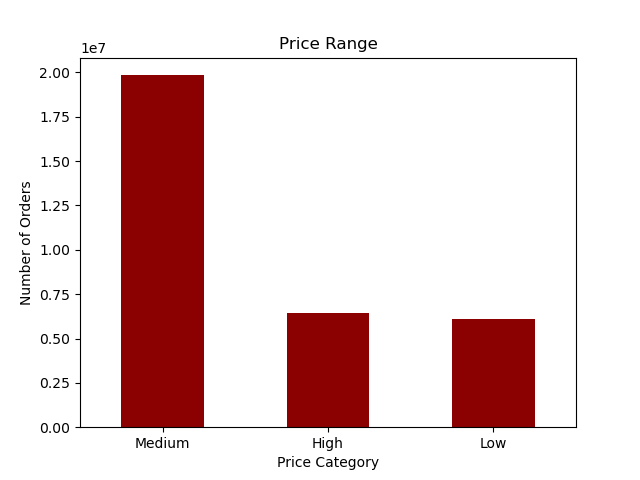 Price Range
1e7
2.00
1.75
1.50
1.25
1.00
0.75
0.50
0.25
0.00
Number of Orders
Medium High Low
Price Category